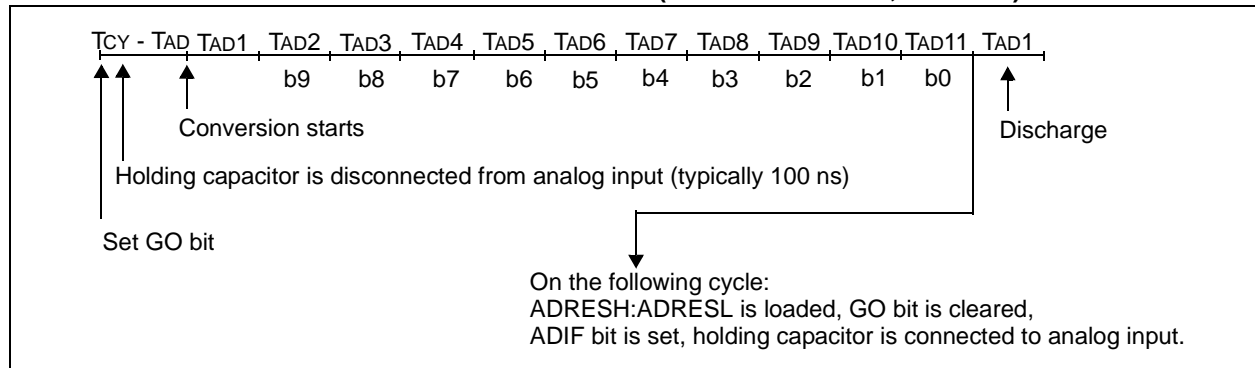 TCY - TAD TAD1 TAD2 TAD3 TAD4 TAD5 TAD6 TAD7 TAD8 TAD9 TAD10 TAD11 TAD1
b9 b8 b7 b6 b5 b4 b3 b2 b1 b0
Conversion starts
Discharge
Holding capacitor is disconnected from analog input (typically 100 ns)
Set GO bit
On the following cycle:
ADRESH:ADRESL is loaded, GO bit is cleared,
ADIF bit is set, holding capacitor is connected to analog input.